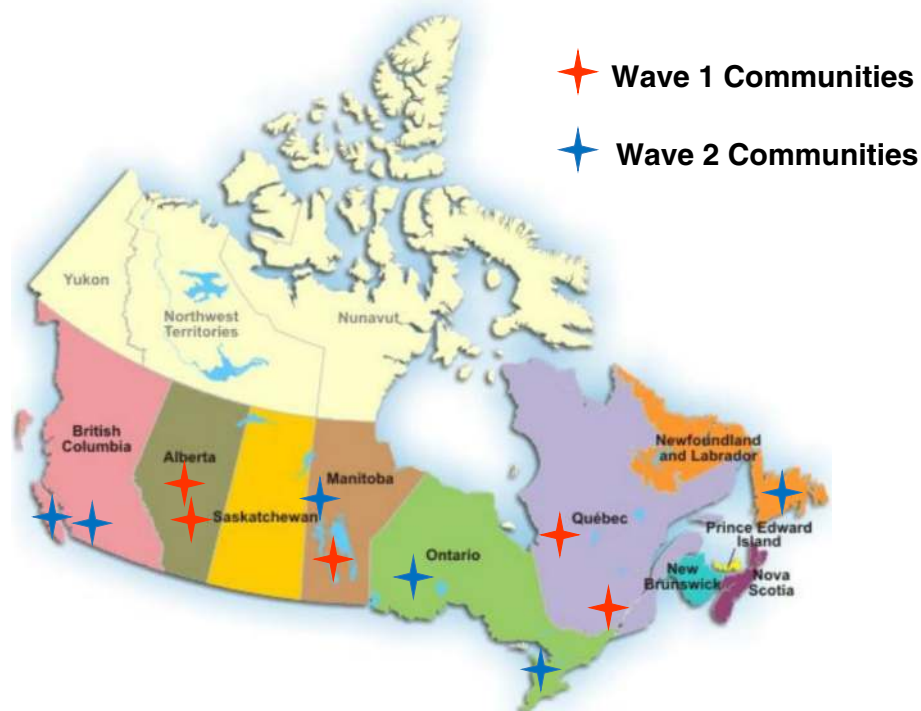 Wave 1 Communities
Wave 2 Communities
Yukon
Northwest
Territories
Nunavut
British
Columbia
Alberta
Saskatchewan
Manitoba
Ontario
Québec
Newfoundland
and Labrador
Prince Edward
Island
New
Brunswick
Nova
Scotia